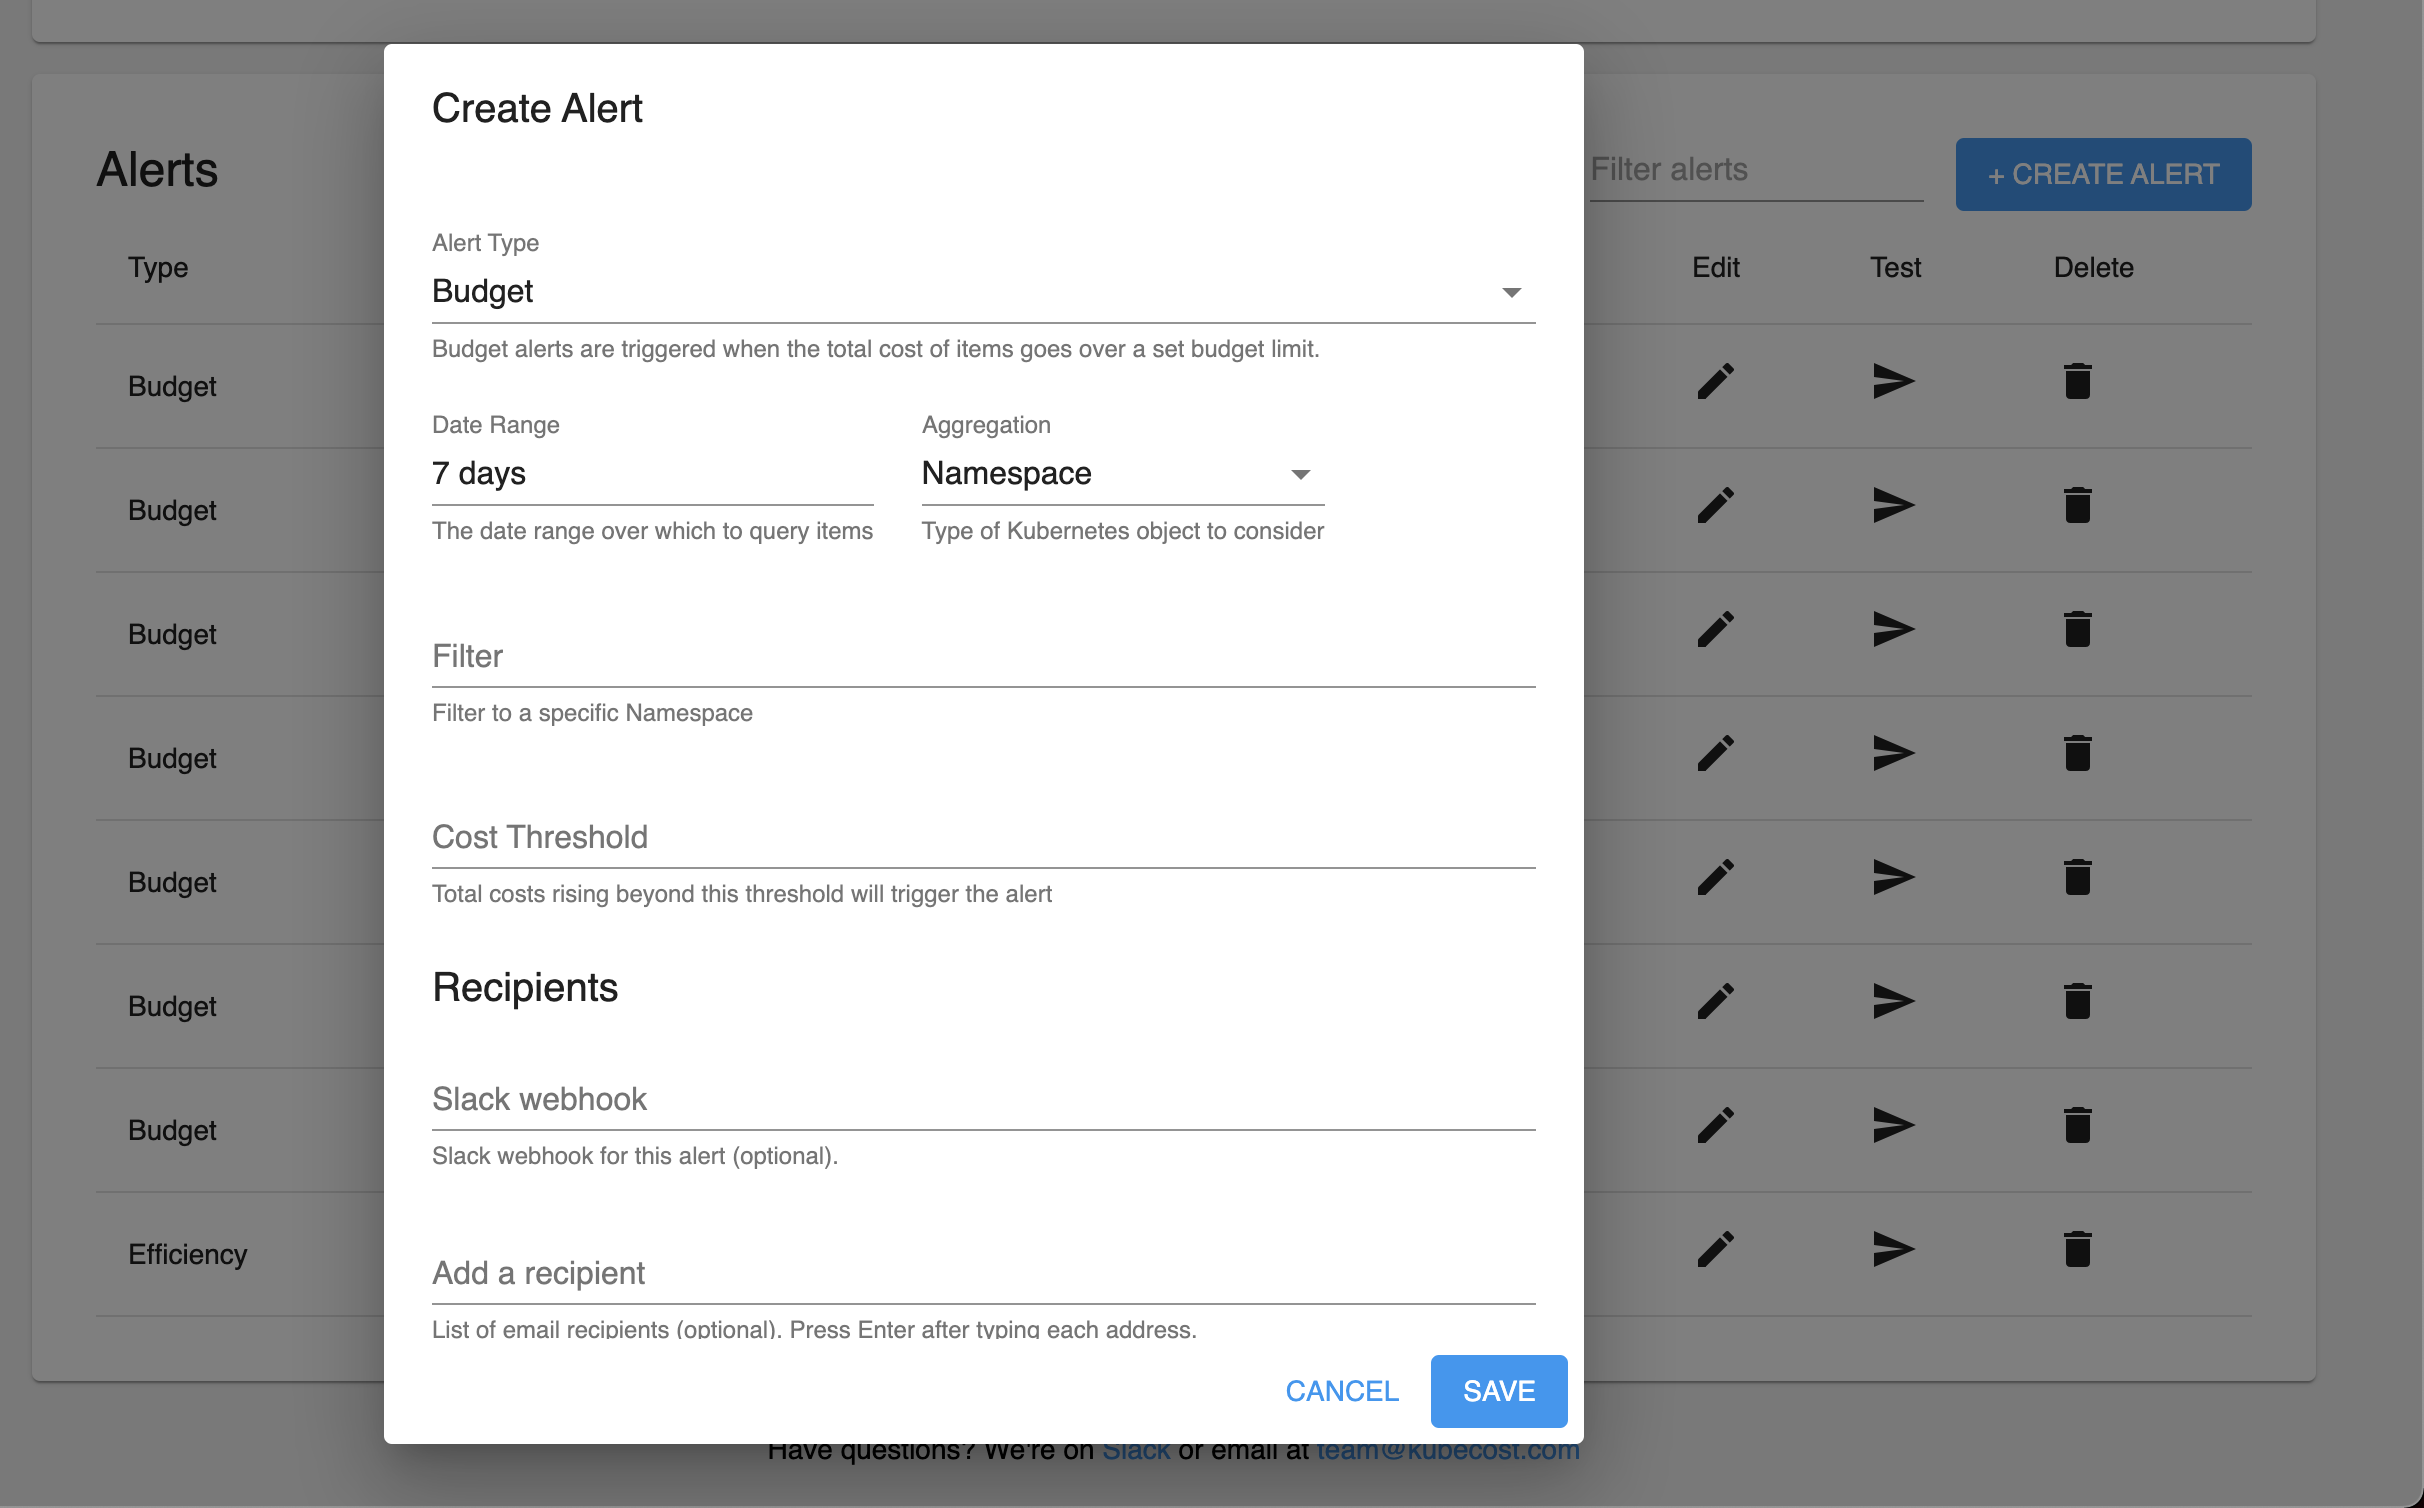 Create Alert
Alerts
Filter alerts
+ CREATE ALERT
Alert Type
Budget
Budget alerts are triggered when the total cost of items goes over a set budget limit.
Type
Edit Test Delete
Date Range
7 days
The date range over which to query items
Aggregation
Namespace
Type of Kubernetes object to consider
Filter
Filter to a specific Namespace
Cost Threshold
Total costs rising beyond this threshold will trigger the alert
Recipients
Slack webhook
Slack webhook for this alert (optional).
Add a recipient
List of email recipients (optional). Press Enter after typing each address.
CANCEL SAVE
Budget
Budget
Budget
Budget
Budget
Budget
Budget
Efficiency
Have questions? We're on Slack or email at team@kubecost.com